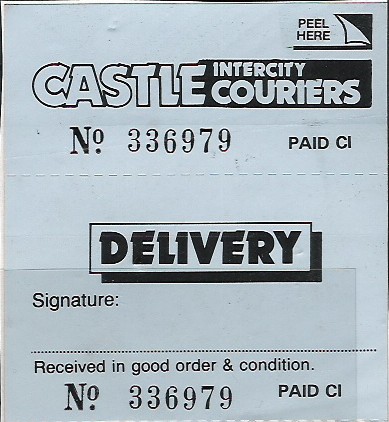 PEEL
HERE
CASTLE INTERCITY COURIERS
Nº 336979 PAID CI
DELIVERY
Signature:
Received in good order & condition.
Nº 336979 PAID CI